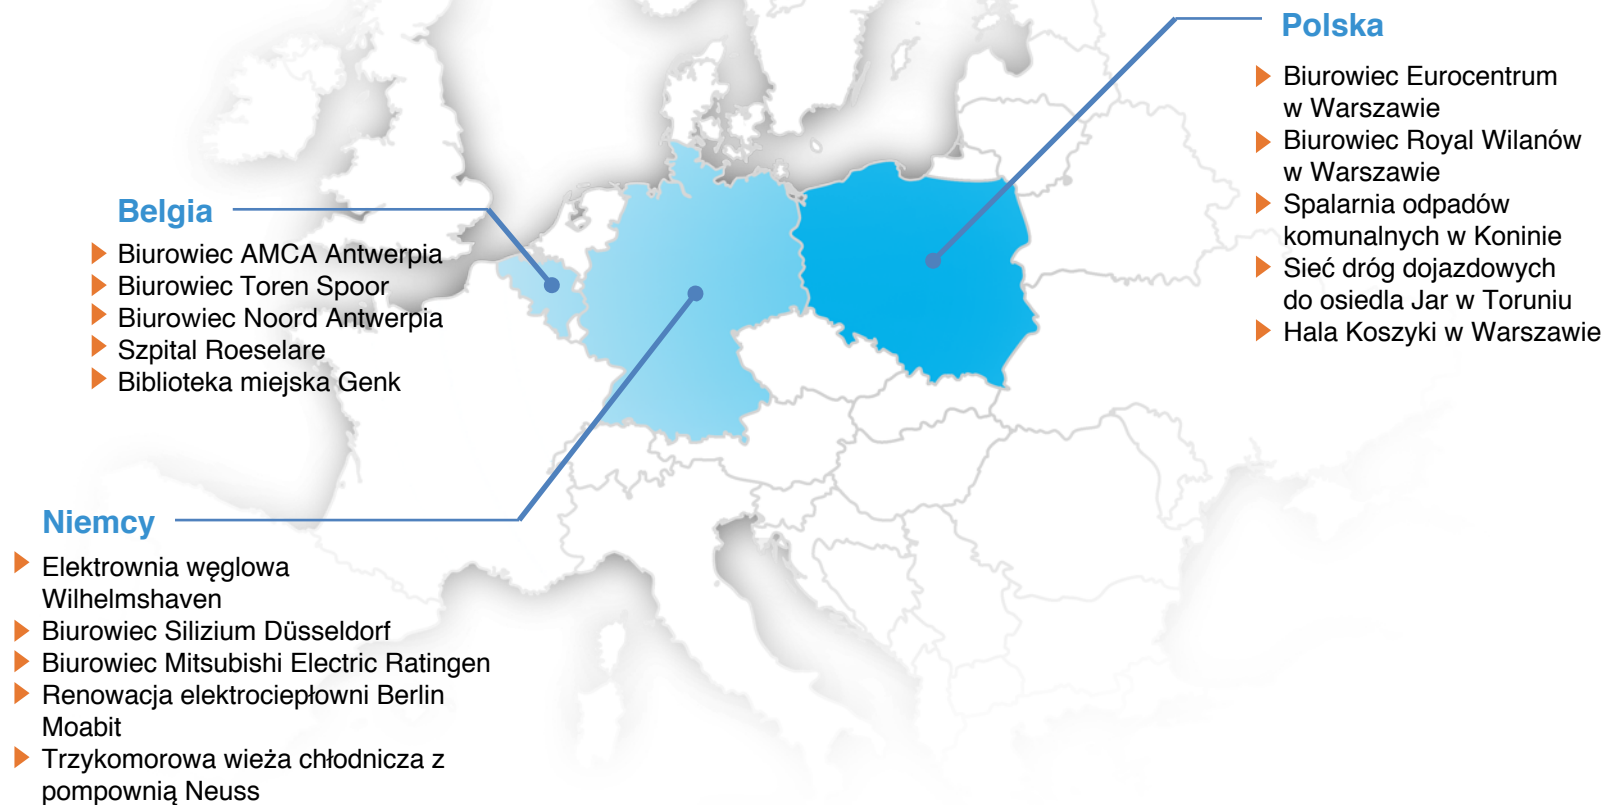 Polska
Biurowiec Eurocentrum
w Warszawie
Biurowiec Royal Wilanów
w Warszawie
Spalarnia odpadów
komunalnych w Koninie
Sieć dróg dojazdowych
do osiedla Jar w Toruniu
Hala Koszyki w Warszawie
Belgia
Biurowiec AMCA Antwerpia
Biurowiec Toren Spoor
Biurowiec Noord Antwerpia
Szpital Roeselare
Biblioteka miejska Genk
Niemcy
Elektrownia węglowa
Wilhelmshaven
Biurowiec Silizium Düsseldorf
Biurowiec Mitsubishi Electric Ratingen
Renowacja elektrociepłowni Berlin
Moabit
Trzykomorowa wieża chłodnicza z
pompownią Neuss